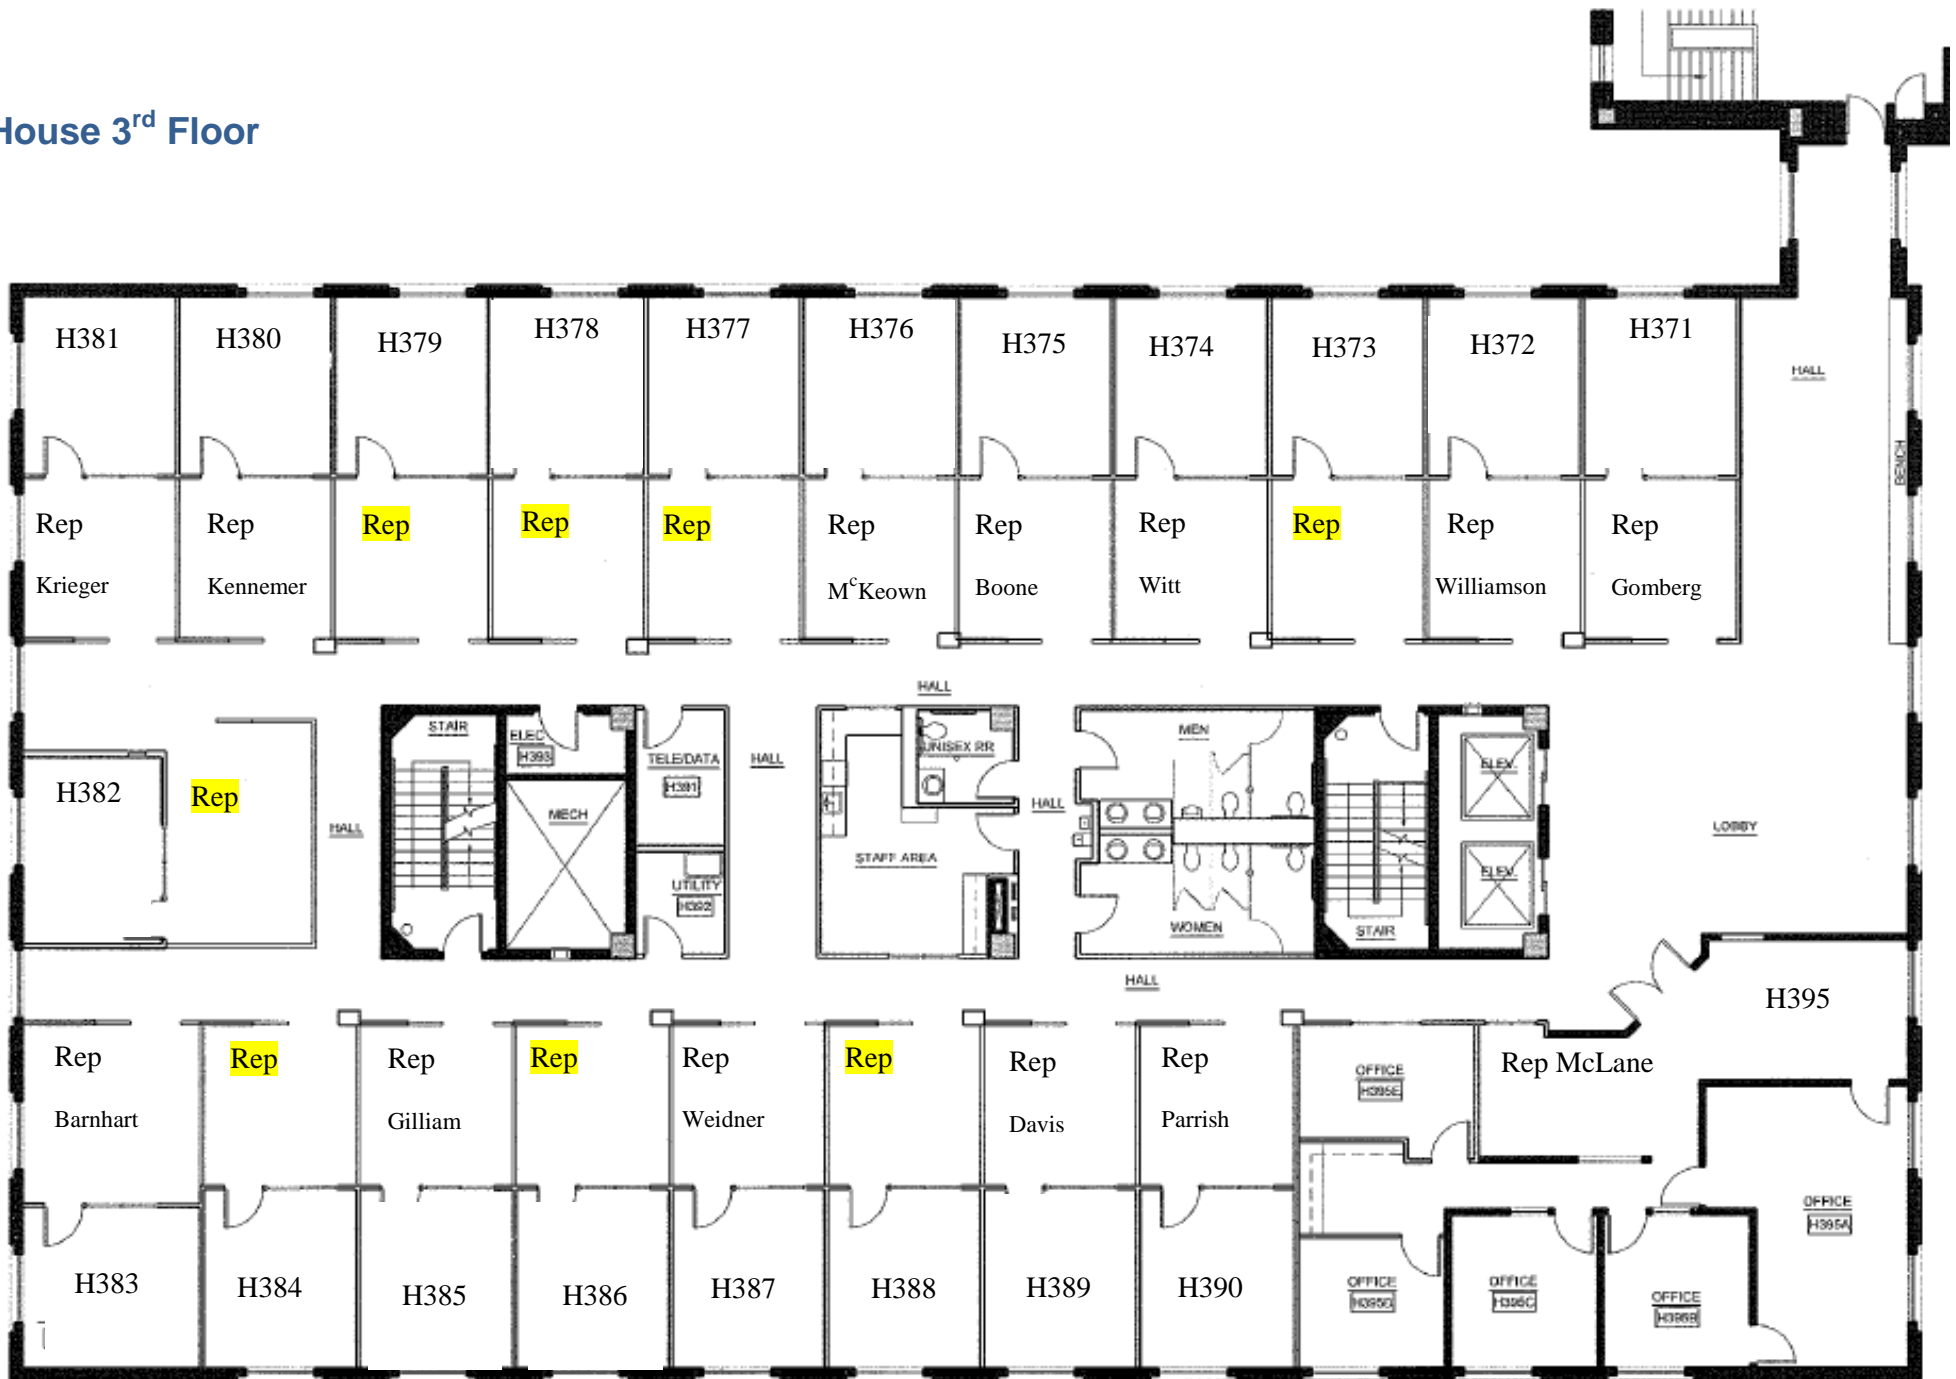 House 3rd Floor
H381
H380
H379
H378
H377
H376
H375
H374
H373
H372
H371
HALL
BENCH
Rep
Krieger
Rep
Kennemer
Rep
Rep
Rep
Rep
McKeown
Rep
Boone
Rep
Witt
Rep
Rep
Williamson
Rep
Gomberg
HALL
STAIR
ELEC
H393
TELE/DATA
H391
HALL
UNISEX RR
MEN
ELEV.
H382
Rep
HALL
MECH
HALL
LOBBY
STAFF AREA
UTILITY
H392
ELEV.
WOMEN
STAIR
HALL
H395
Rep
Barnhart
Rep
Rep
Gilliam
Rep
Rep
Weidner
Rep
Rep
Davis
Rep
Parrish
OFFICE
H395E
Rep McLane
OFFICE
H395A
H383
H384
H385
H386
H387
H388
H389
H390
OFFICE
H395D
OFFICE
H395C
OFFICE
H395B